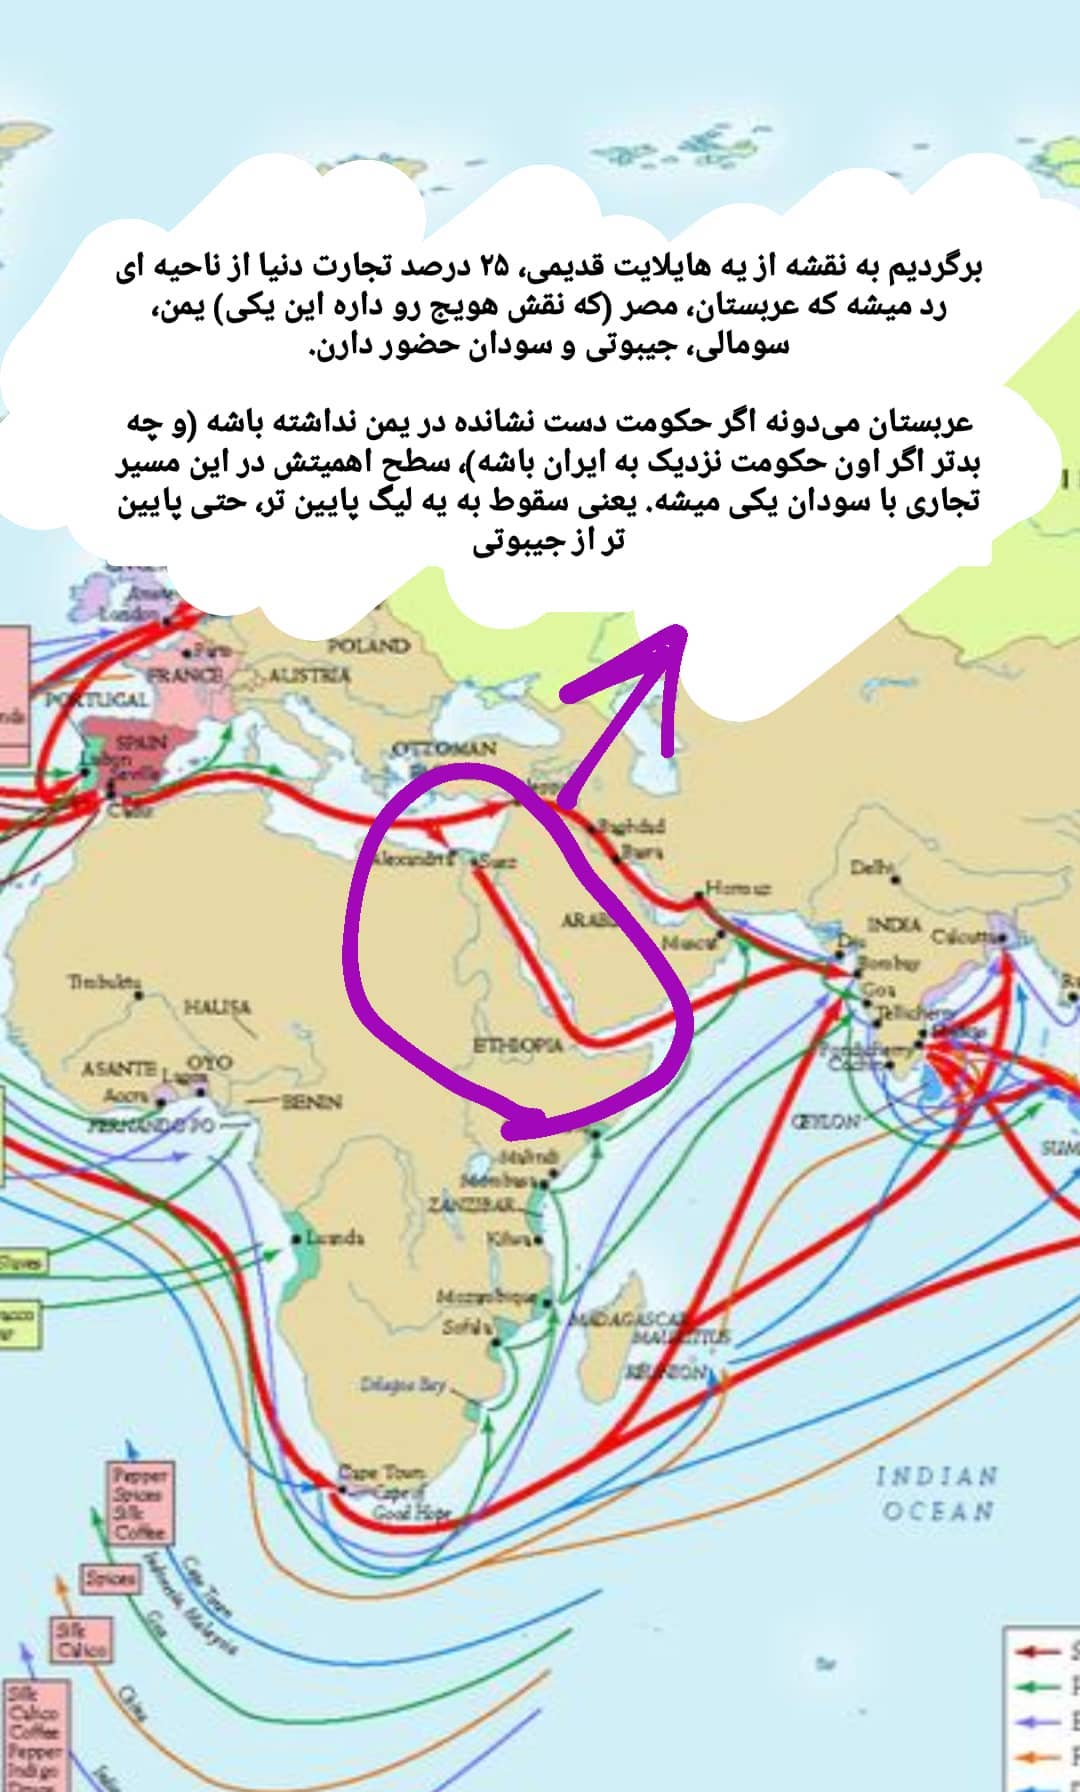 برگردیم به نقشه از یه هایلایت قدیمی، ۲۵ درصد تجارت دنیا از ناحیه ای
رد میشه که عربستان، مصر (که نقش هویج رو داره این یکی) یمن،
سومالی، جیبوتی و سودان حضور دارن.
عربستان می‌دونه اگر حکومت دست نشانده در یمن نداشته باشه (و چه
بدتر اگر اون حکومت نزدیک به ایران باشه)، سطح اهمیتش در این مسیر
تجاری با سودان یکی میشه. یعنی سقوط به یه لیگ پایین تر، حتی پایین
تر از جیبوتی
London
Paris
POLAND
FRANCE
AUSTRIA
PORTUGAL
SPAIN
Lisbon
Seville
OTTOMAN
Baghdad
Basra
Alexandria
Suez
Hormuz
Delhi
ARAB
Muscat
INDIA
Calcutta
Diu
Bombay
Goa
Tellicherry
Timbuktu
HAUSA
ETHIOPIA
Pondicherry
Cochin
ASANTE
OYO
Lagos
Accra
BENIN
FERNANDO PO
CEYLON
SUM
Malindi
Mombasa
ZANZIBAR
Kilwa
Luanda
Mozambique
Sofala
MADAGASCAR
MAURITIUS
RÉUNION
Delagoa Bay
Cape Town
Cape of
Good Hope
INDIAN
OCEAN
Pepper
Spices
Silk
Coffee
Cape Town
Indonesia, Malaysia
Spices
Goa
Silk
Calico
China
Silk
Calico
Coffee
Pepper
Indigo